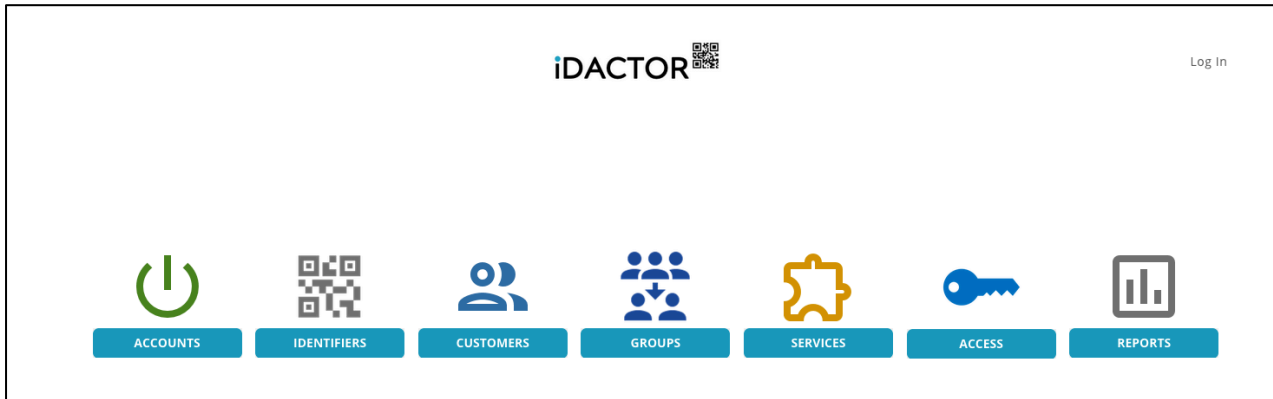 iDACTOR
Log In
ACCOUNTS
IDENTIFIERS
CUSTOMERS
GROUPS
SERVICES
ACCESS
REPORTS